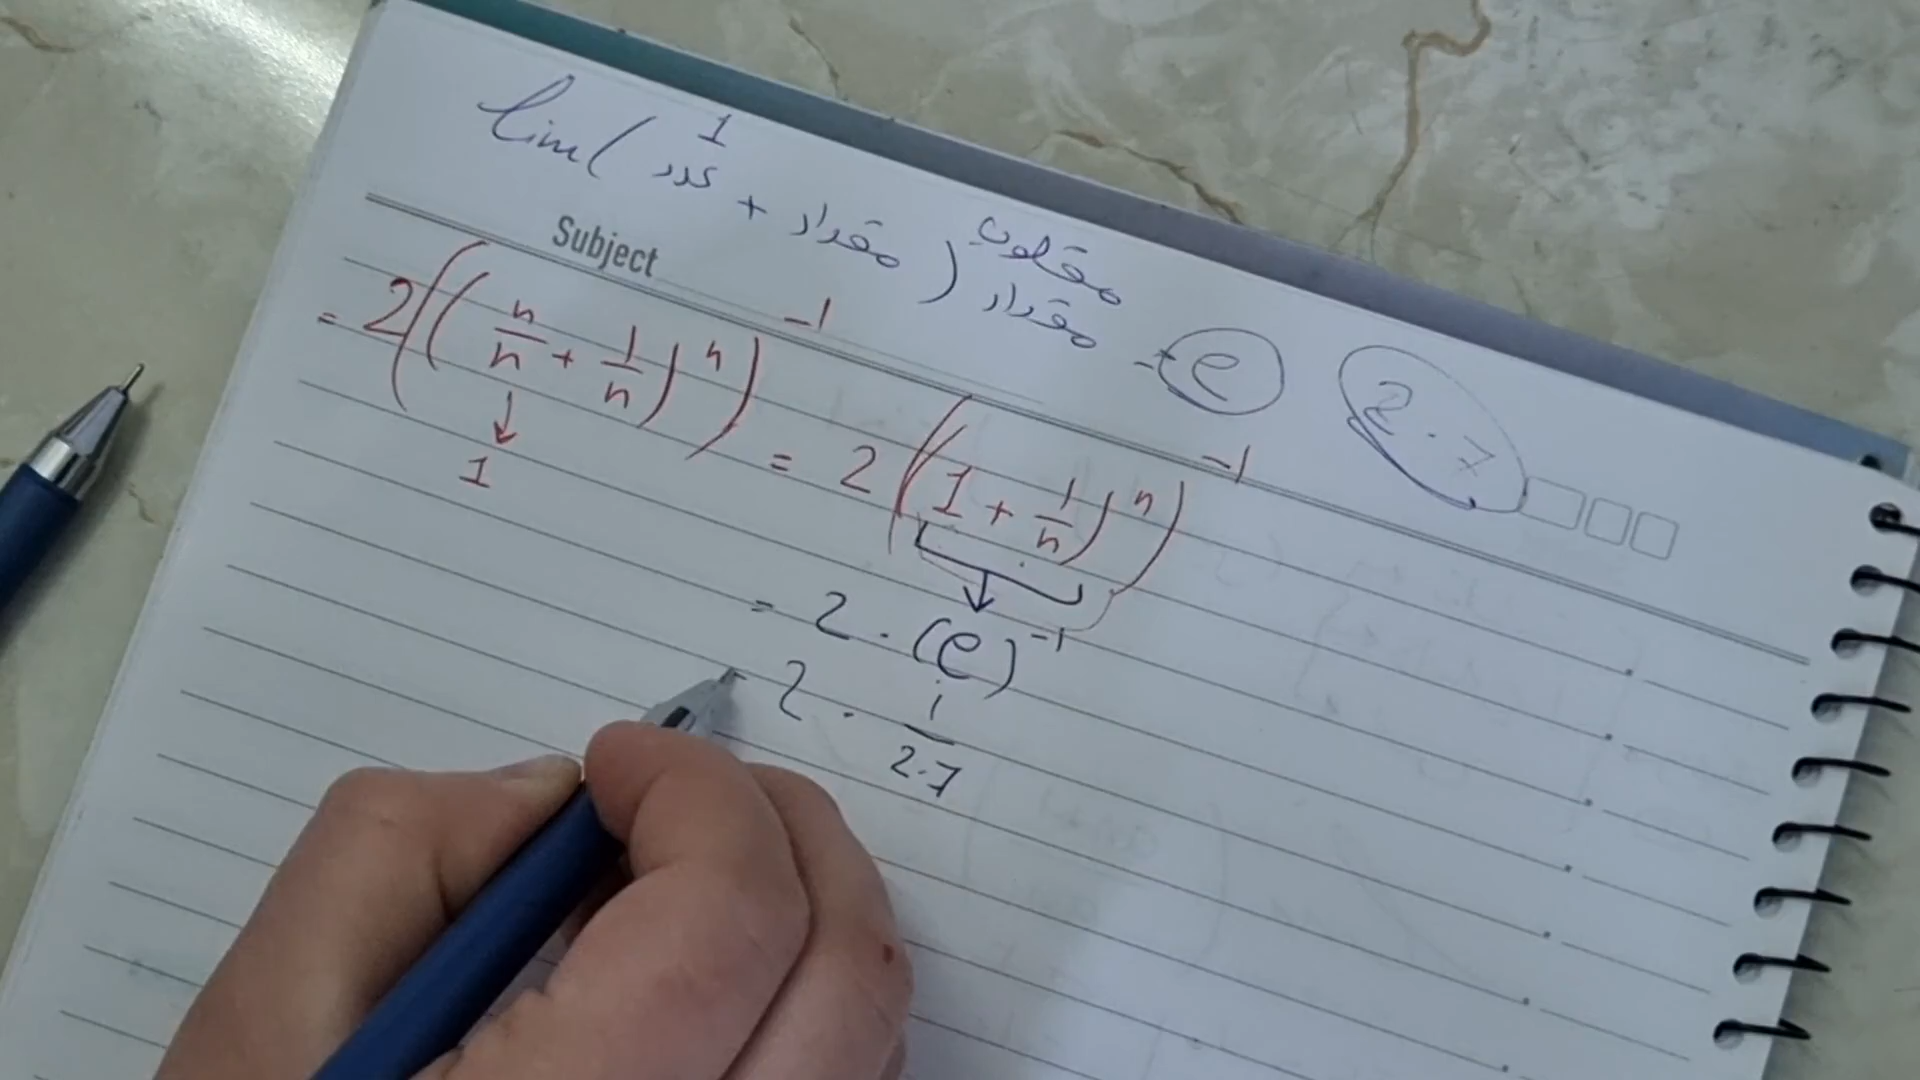 lim( 1 عدد + مقدار ) مقلوب مقدار = e 2.7
Subject
= 2((n/n + 1/n)^n)^-1 = 2((1 + 1/n)^n)^-1
↓ 1
↓
= 2 · (e)^-1
= 2 · 1/2.7